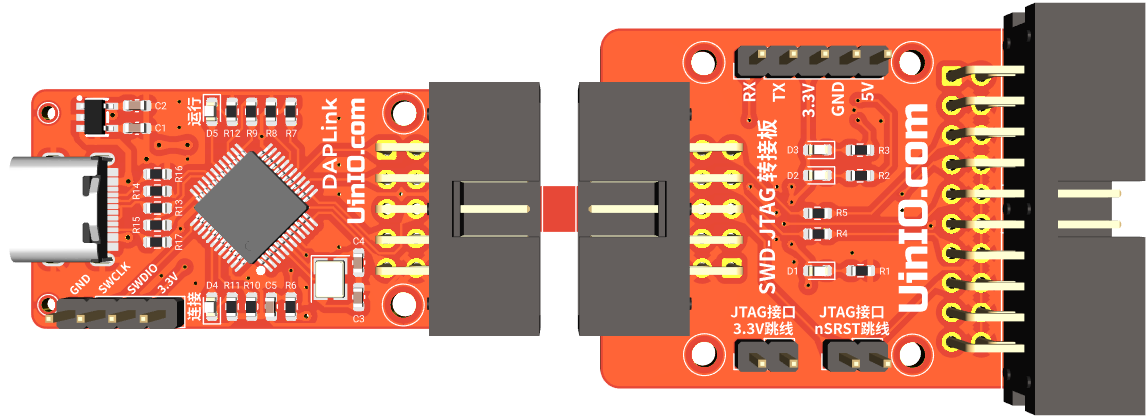 C2
C1
运行
D5
R12
R9
R8
R7
DAPLink
UinIO.com
R16
R14
R13
R15
R17
GND
SWCLK
SWDIO
3.3V
连接
D4
R11
R10
C5
R6
C4
C3
RX
TX
3.3V
GND
5V
SWD-JTAG 转接板
UinIO.com
D3
R3
D2
R2
R5
R4
D1
R1
JTAG接口
3.3V跳线
JTAG接口
nSRST跳线